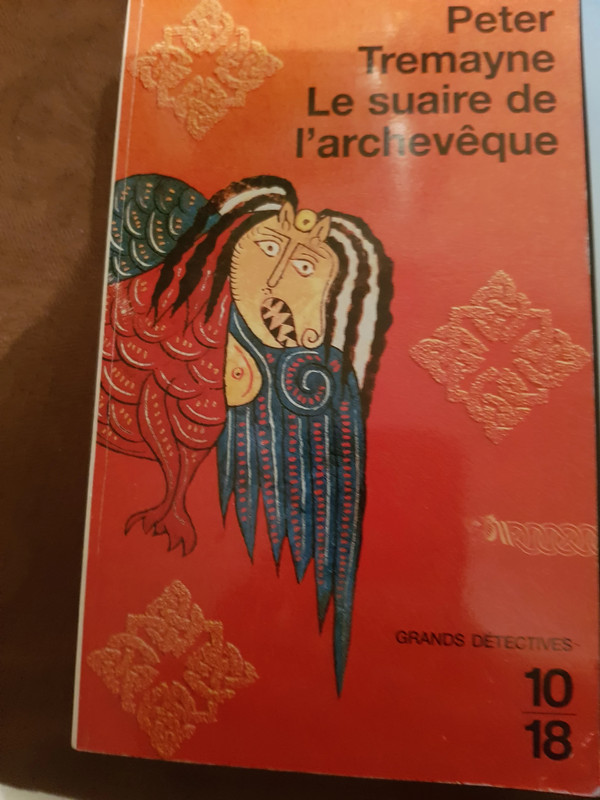 Peter
Tremayne
Le suaire de
l'archevêque
GRANDS DÉTECTIVES
10
18